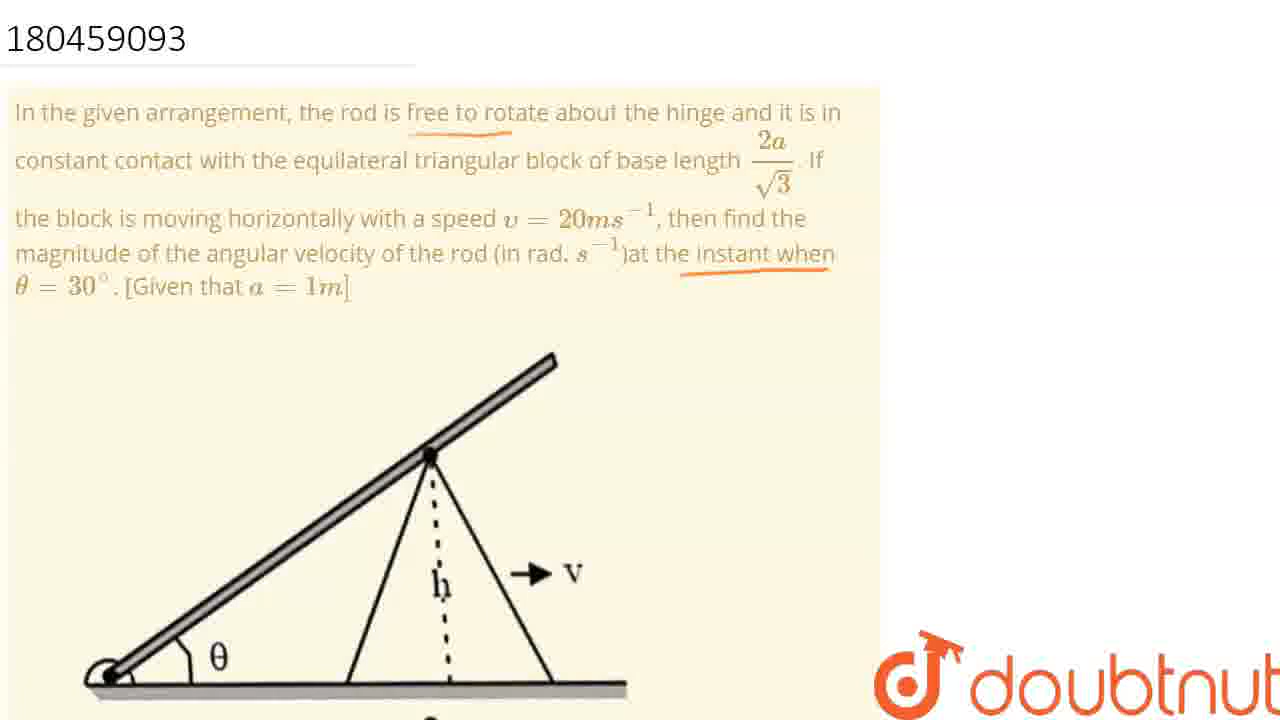 180459093
In the given arrangement, the rod is free to rotate about the hinge and it is in
constant contact with the equilateral triangular block of base length 2a/√3. If
the block is moving horizontally with a speed υ = 20ms⁻¹, then find the
magnitude of the angular velocity of the rod (in rad. s⁻¹)at the instant when
θ = 30°. [Given that a = 1m]
h
v
θ
doubtnut